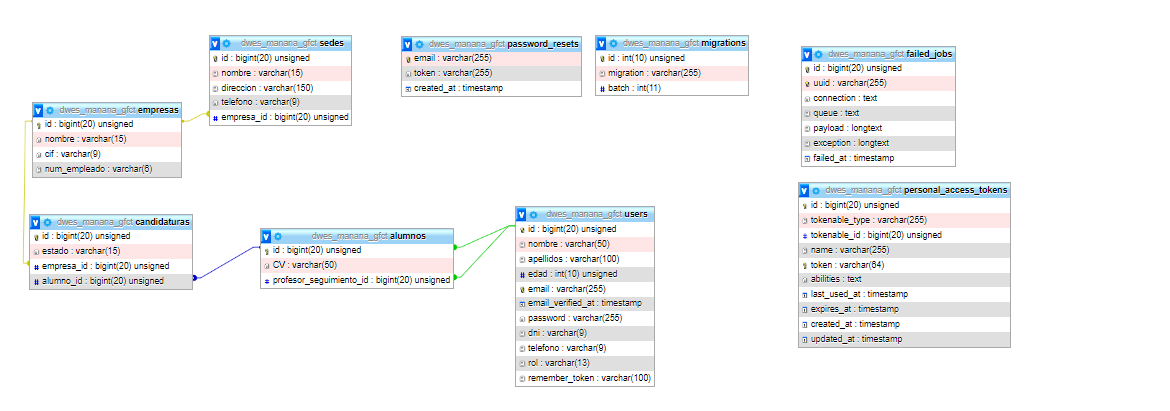 dwes_manana_gfct sedes
id : bigint(20) unsigned
nombre : varchar(15)
direccion : varchar(150)
telefono : varchar(9)
empresa_id : bigint(20) unsigned
dwes_manana_gfct password_resets
email : varchar(255)
token : varchar(255)
created_at : timestamp
dwes_manana_gfct migrations
id : int(10) unsigned
migration : varchar(255)
batch : int(11)
dwes_manana_gfct failed_jobs
id : bigint(20) unsigned
uuid : varchar(255)
connection : text
queue : text
payload : longtext
exception : longtext
failed_at : timestamp
dwes_manana_gfct empresas
id : bigint(20) unsigned
nombre : varchar(15)
cif : varchar(9)
num_empleado : varchar(6)
dwes_manana_gfct candidaturas
id : bigint(20) unsigned
estado : varchar(15)
empresa_id : bigint(20) unsigned
alumno_id : bigint(20) unsigned
dwes_manana_gfct alumnos
id : bigint(20) unsigned
CV : varchar(50)
profesor_seguimiento_id : bigint(20) unsigned
dwes_manana_gfct users
id : bigint(20) unsigned
nombre : varchar(50)
apellidos : varchar(100)
edad : int(10) unsigned
email : varchar(255)
email_verified_at : timestamp
password : varchar(255)
dni : varchar(9)
telefono : varchar(9)
rol : varchar(13)
remember_token : varchar(100)
dwes_manana_gfct personal_access_tokens
id : bigint(20) unsigned
tokenable_type : varchar(255)
tokenable_id : bigint(20) unsigned
name : varchar(255)
token : varchar(64)
abilities : text
last_used_at : timestamp
expires_at : timestamp
created_at : timestamp
updated_at : timestamp